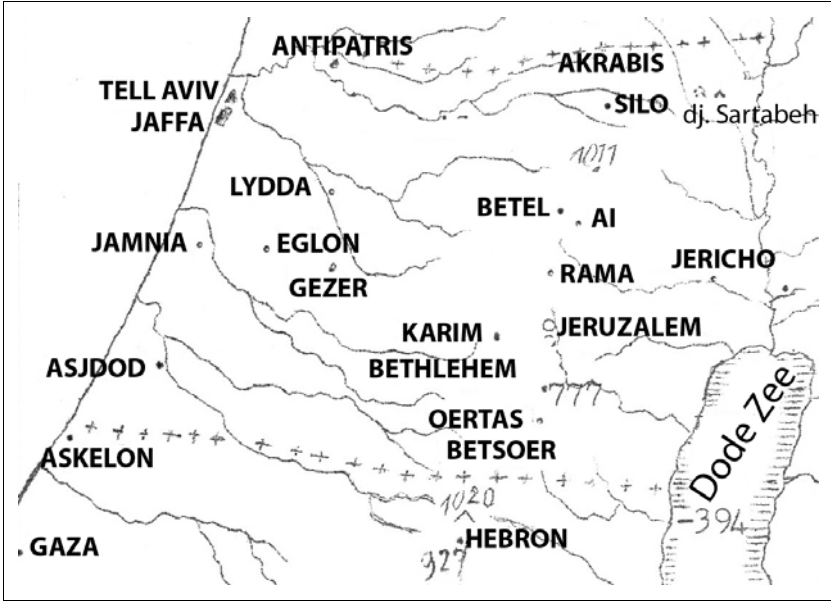 ANTIPATRIS
AKRABIS
TELL AVIV
JAFFA
SILO
dj. Sartabeh
1011
LYDDA
BETEL
AI
JAMNIA
EGLON
GEZER
RAMA
JERICHO
KARIM
JERUZALEM
BETHLEHEM
ASJDOD
777
OERTAS
BETSOER
Dode Zee
-394
ASKELON
1020
HEBRON
927
GAZA